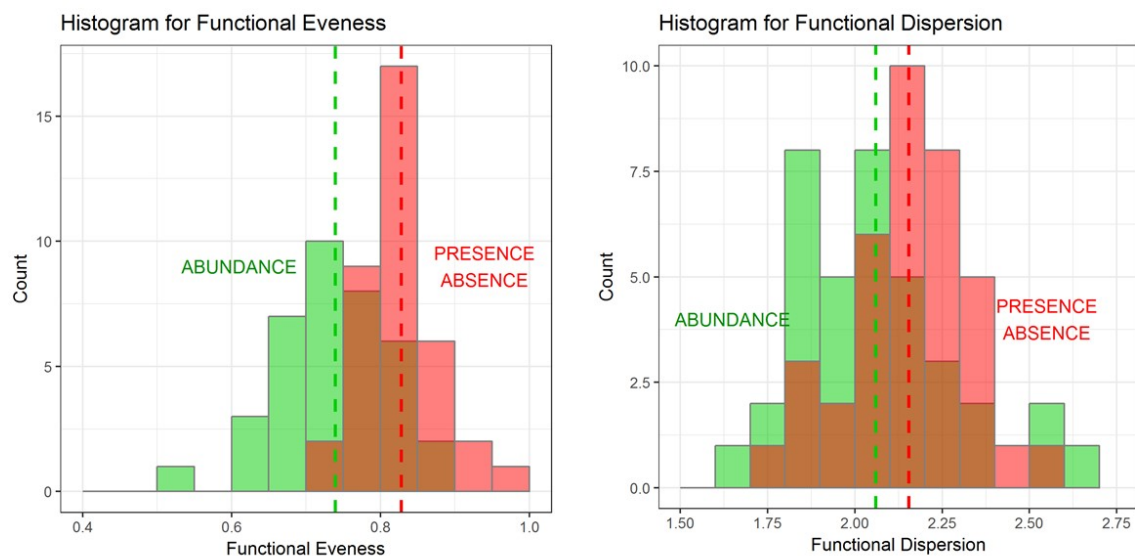 Histogram for Functional Eveness
Count
15
10
5
0
ABUNDANCE
PRESENCE
ABSENCE
0.4
0.6
0.8
1.0
Functional Eveness
Histogram for Functional Dispersion
Count
10.0
7.5
5.0
2.5
0.0
ABUNDANCE
PRESENCE
ABSENCE
1.50
1.75
2.00
2.25
2.50
2.75
Functional Dispersion